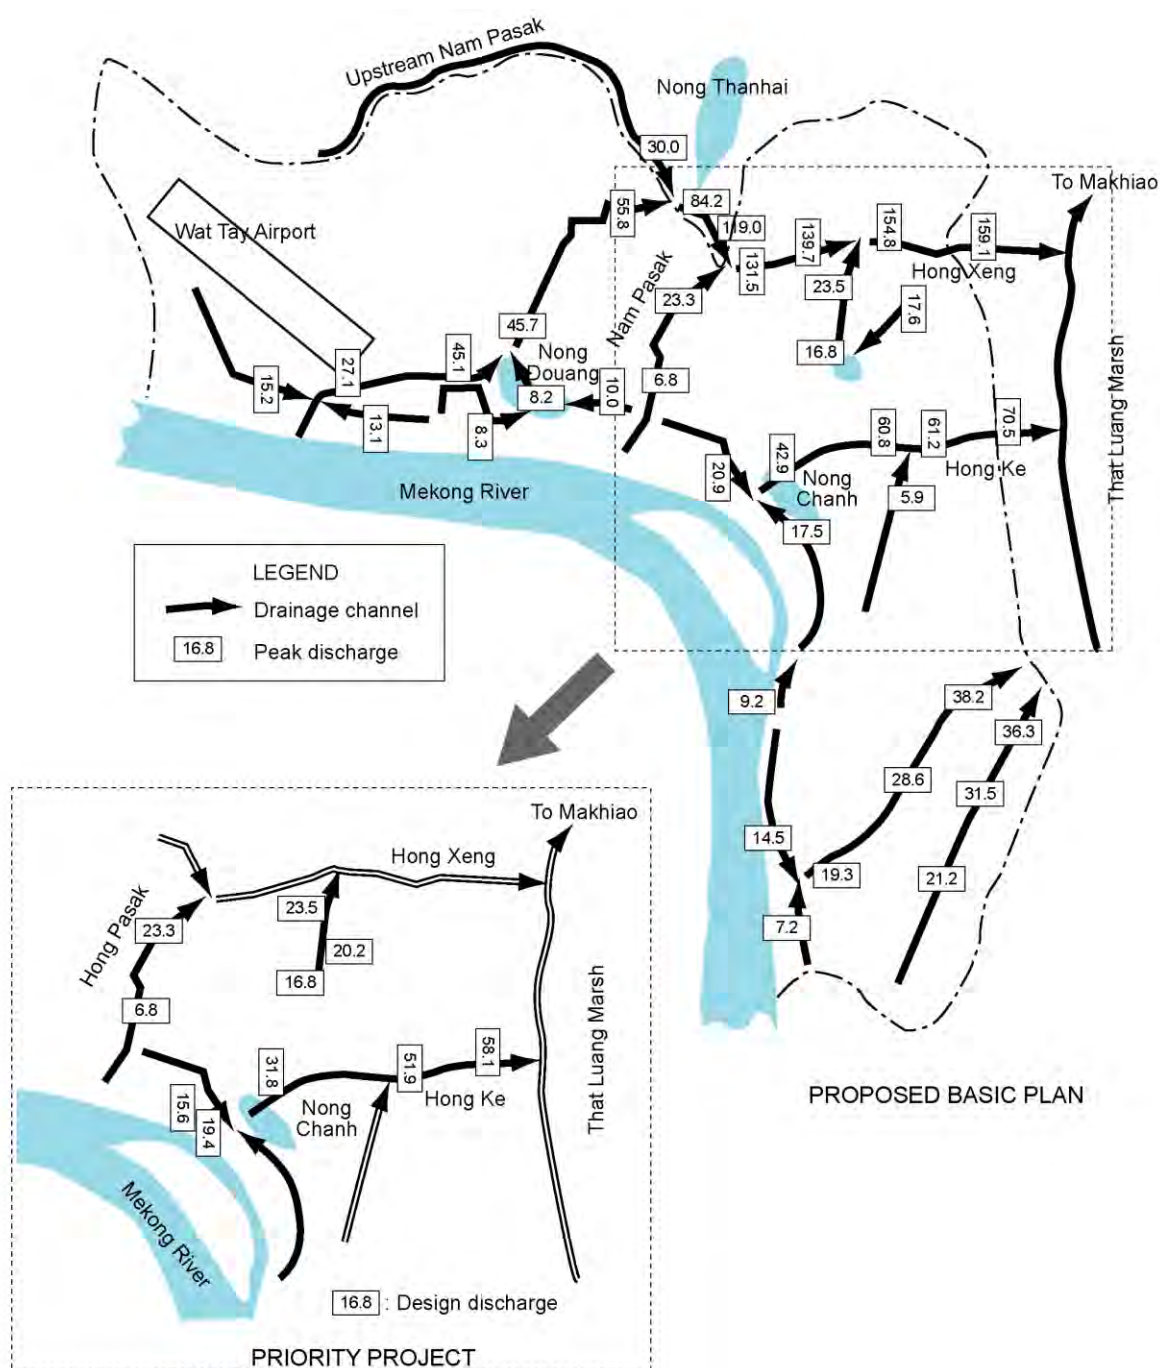 Upstream Nam Pasak
Nong Thanhai
30.0
To Makhiao
84.2
55.8
119.0
Wat Tay Airport
139.7
154.8
159.1
131.5
Hong Xeng
Nam Pasak
23.3
23.5
17.6
45.7
16.8
27.1
45.1
Nong
Douang
6.8
15.2
8.2
10.0
13.1
8.3
60.8
61.2
70.5
That Luang Marsh
42.9
20.9
Nong
Chanh
Hong Ke
Mekong River
5.9
17.5
LEGEND
Drainage channel
16.8
Peak discharge
9.2
38.2
36.3
28.6
31.5
14.5
19.3
21.2
7.2
PROPOSED BASIC PLAN
To Makhiao
Hong Xeng
Hong Pasak
23.3
23.5
20.2
16.8
6.8
That Luang Marsh
31.8
51.9
58.1
15.6
19.4
Nong
Chanh
Hong Ke
Mekong River
16.8 : Design discharge
PRIORITY PROJECT